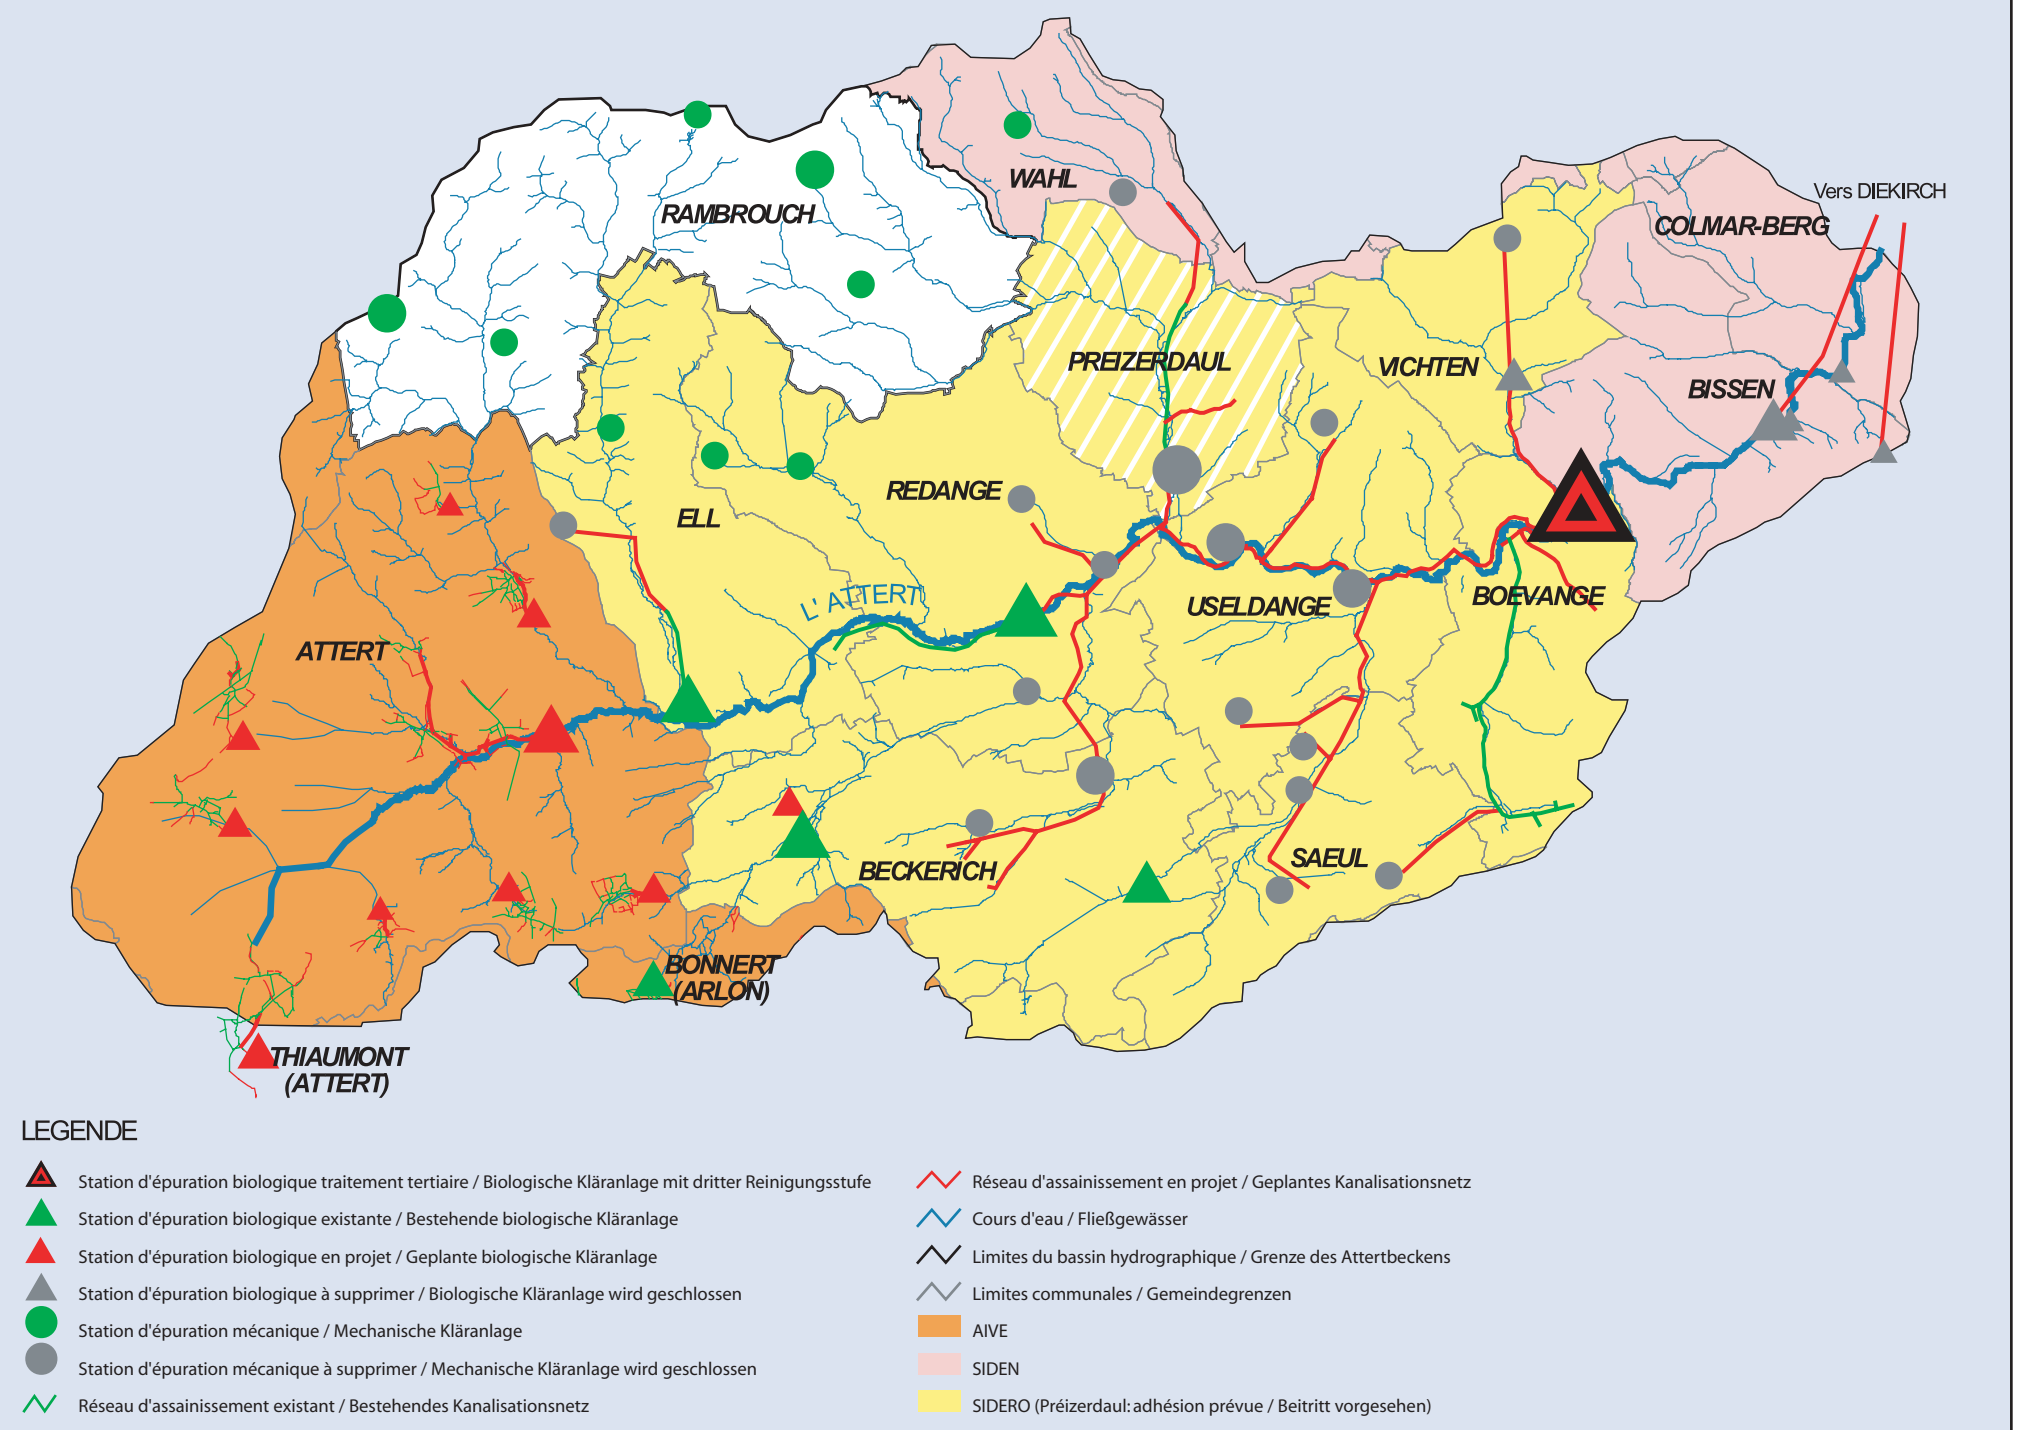 WAHL
Vers DIEKIRCH
RAMBROUCH
COLMAR-BERG
PREIZERDAUL
VICHTEN
BISSEN
REDANGE
ELL
L' ATTERT
USELDANGE
BOEVANGE
ATTERT
SAEUL
BECKERICH
BONNERT
(ARLON)
THIAUMONT
(ATTERT)
LEGENDE
Station d'épuration biologique traitement tertiaire / Biologische Kläranlage mit dritter Reinigungsstufe
Station d'épuration biologique existante / Bestehende biologische Kläranlage
Station d'épuration biologique en projet / Geplante biologische Kläranlage
Station d'épuration biologique à supprimer / Biologische Kläranlage wird geschlossen
Station d'épuration mécanique / Mechanische Kläranlage
Station d'épuration mécanique à supprimer / Mechanische Kläranlage wird geschlossen
Réseau d'assainissement existant / Bestehendes Kanalisationsnetz
Réseau d'assainissement en projet / Geplantes Kanalisationsnetz
Cours d'eau / Fließgewässer
Limites du bassin hydrographique / Grenze des Attertbeckens
Limites communales / Gemeindegrenzen
AIVE
SIDEN
SIDERO (Préizerdaul: adhésion prévue / Beitritt vorgesehen)